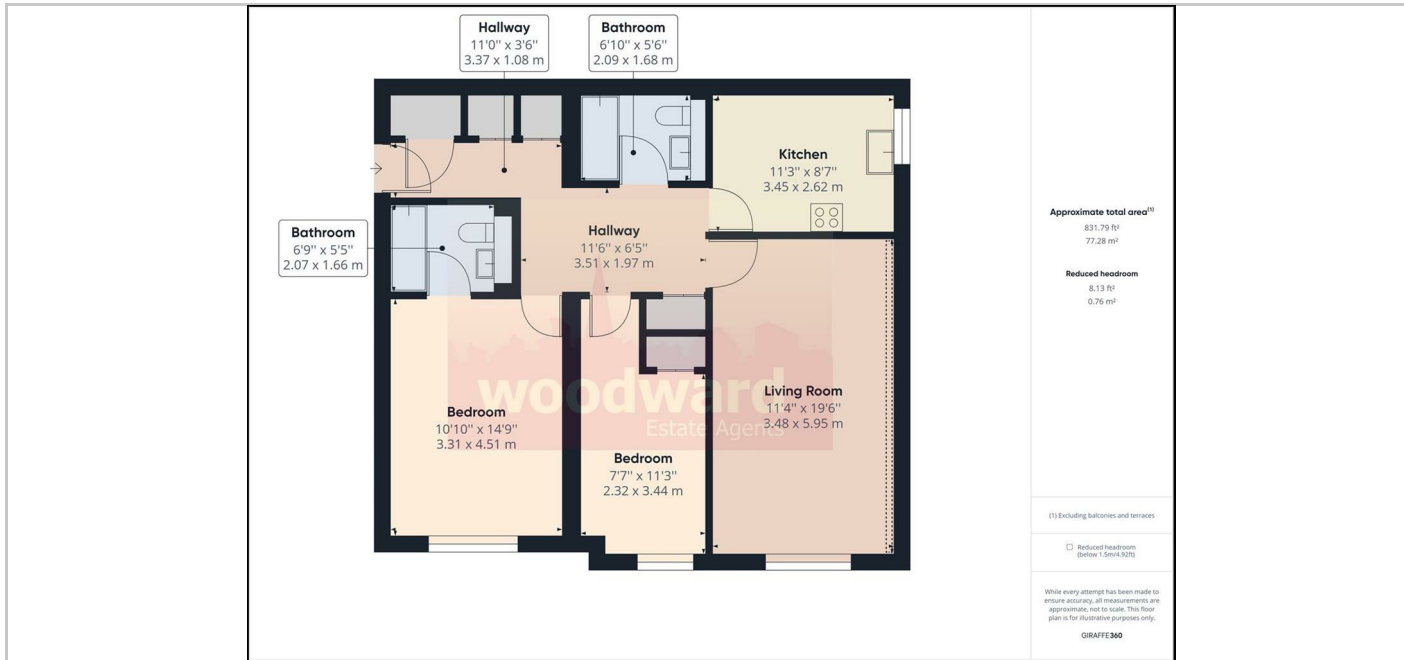 Hallway
11'0" x 3'6"
3.37 x 1.08 m
Bathroom
6'10" x 5'6"
2.09 x 1.68 m
Kitchen
11'3" x 8'7"
3.45 x 2.62 m
Bathroom
6'9" x 5'5"
2.07 x 1.66 m
Hallway
11'6" x 6'5"
3.51 x 1.97 m
woodward
Estate Agents
Living Room
11'4" x 19'6"
3.48 x 5.95 m
Bedroom
10'10" x 14'9"
3.31 x 4.51 m
Bedroom
7'7" x 11'3"
2.32 x 3.44 m
Approximate total area(1)
831.79 ft²
77.28 m²
Reduced headroom
8.13 ft²
0.76 m²
(1) Excluding balconies and terraces
Reduced headroom
(below 1.5m/4.92ft)
While every attempt has been made to
ensure accuracy, all measurements are
approximate, not to scale. This floor
plan is for illustrative purposes only.
GIRAFFE360